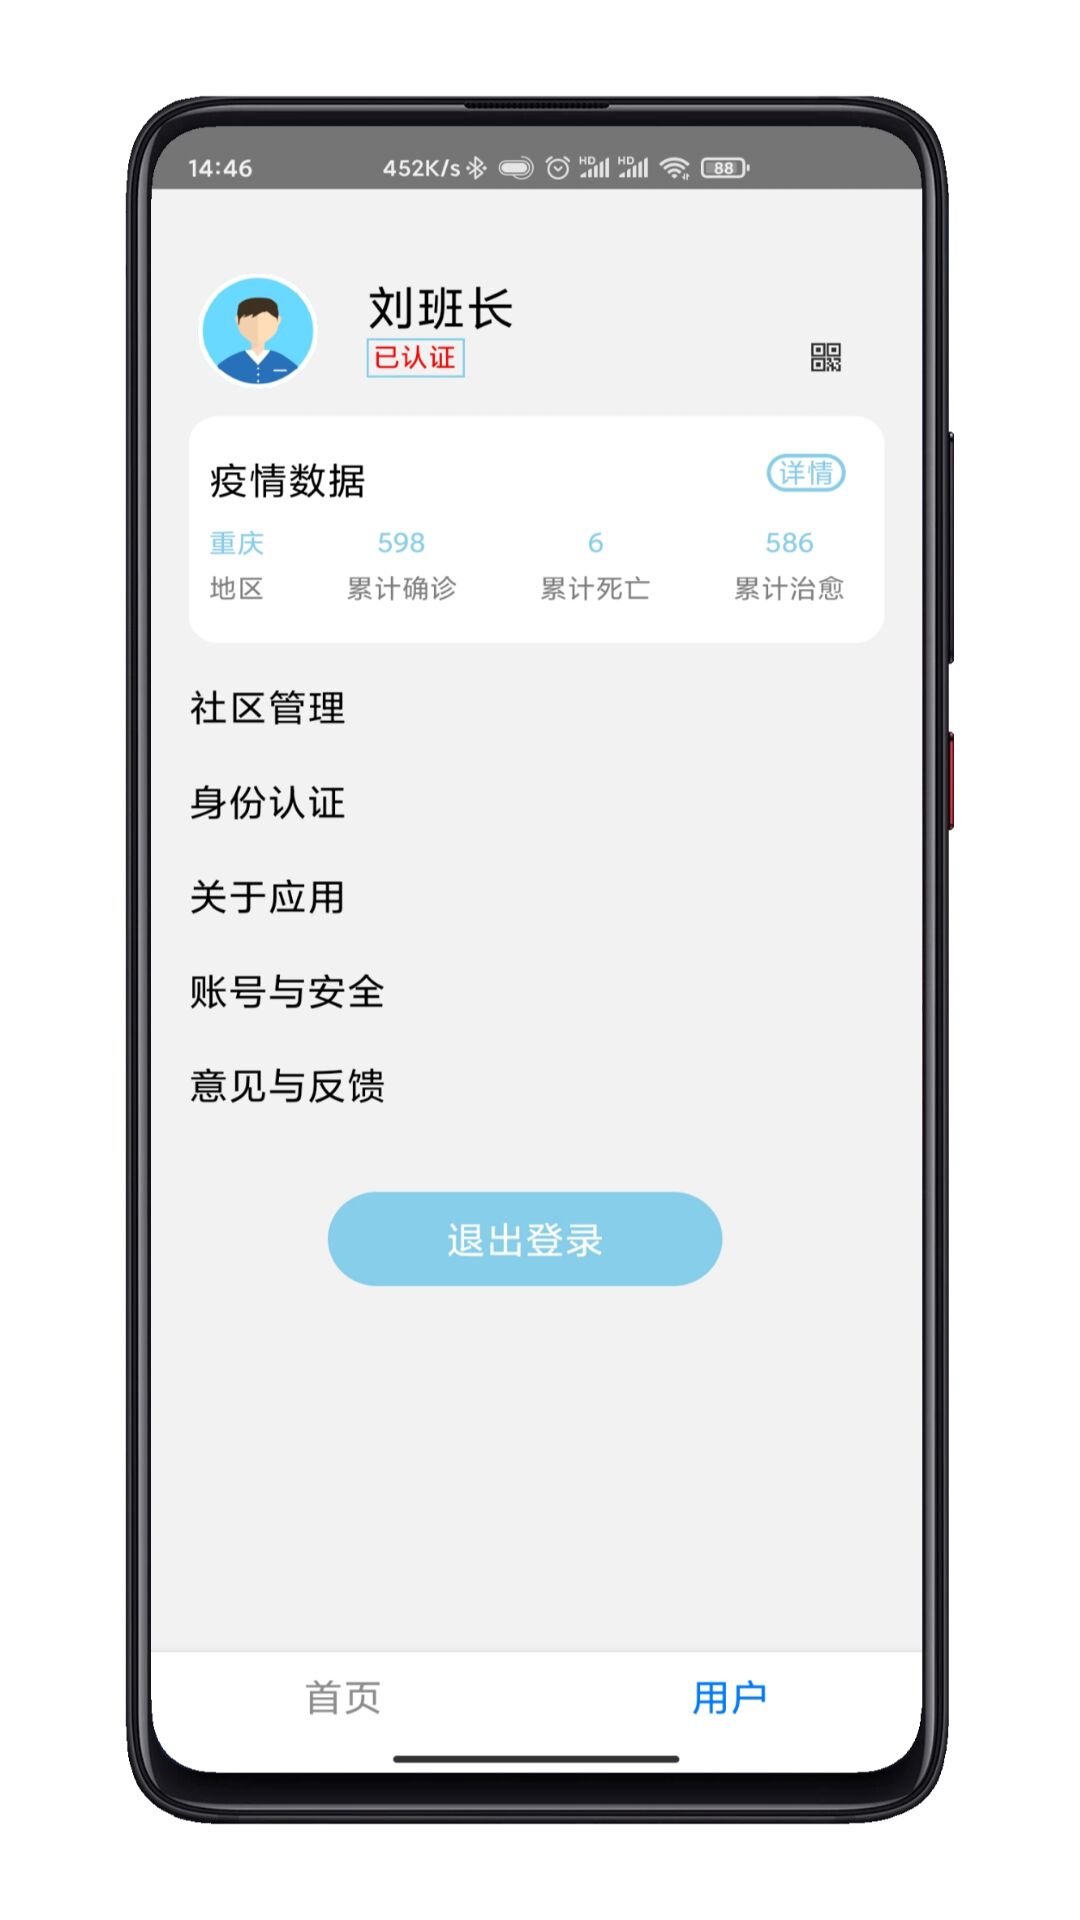 14:46 452K/s HD HD 88
刘班长
已认证
疫情数据 详情
重庆 598 6 586
地区 累计确诊 累计死亡 累计治愈
社区管理
身份认证
关于应用
账号与安全
意见与反馈
退出登录
首页 用户